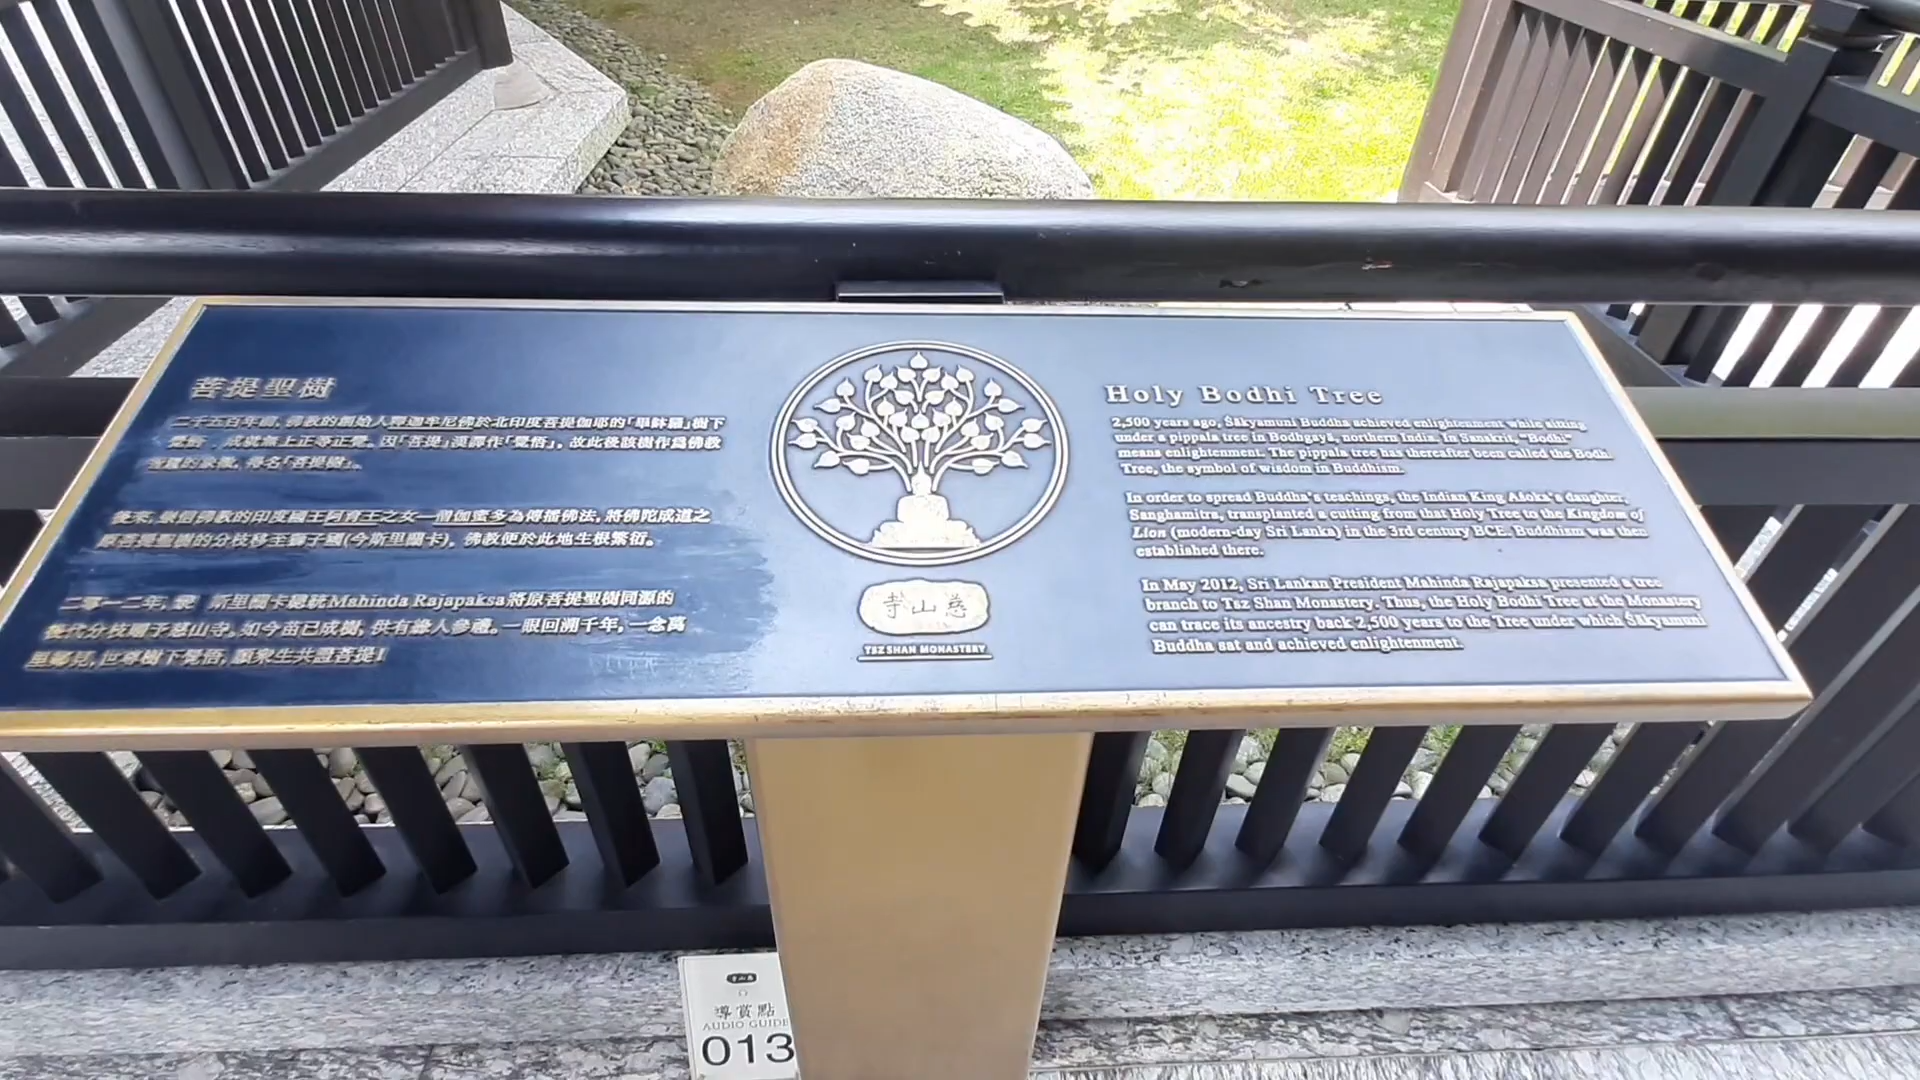 菩提聖樹
二千五百年前,佛教的創始人釋迦牟尼佛於北印度菩提伽耶的「畢鉢羅」樹下
覺悟,成就無上正等正覺。因「菩提」漢譯作「覺悟」,故此後該樹作為佛教
的象徵,得名「菩提樹」。
後來,崇信佛教的印度國王阿育王之女—僧伽蜜多為傳播佛法,將佛陀成道之
原菩提聖樹的分枝移至獅子國(今斯里蘭卡),佛教便於此地生根繁衍。
二零一二年, 斯里蘭卡總統Mahinda Rajapaksa將原菩提聖樹同源的
後代分枝贈予慈山寺。如今苗已成樹,供有緣人參禮。一眼回溯千年,一念萬
里,世尊樹下覺悟,願眾生共證菩提!
寺山慈
TSZ SHAN MONASTERY
Holy Bodhi Tree
2,500 years ago, Śākyamuni Buddha achieved enlightenment while sitting
under a pippala tree in Bodhgayā, northern India. In Sanskrit, "Bodhi"
means enlightenment. The pippala tree has thereafter been called the Bodhi
Tree, the symbol of wisdom in Buddhism.
In order to spread Buddha's teachings, the Indian King Aśoka's daughter,
Sanghamitra, transplanted a cutting from that Holy Tree to the Kingdom of
Lion (modern-day Sri Lanka) in the 3rd century BCE. Buddhism was then
established there.
In May 2012, Sri Lankan President Mahinda Rajapaksa presented a tree
branch to Tsz Shan Monastery. Thus, the Holy Bodhi Tree at the Monastery
can trace its ancestry back 2,500 years to the Tree under which Śākyamuni
Buddha sat and achieved enlightenment.
寺山慈
導賞點
AUDIO GUIDE
013